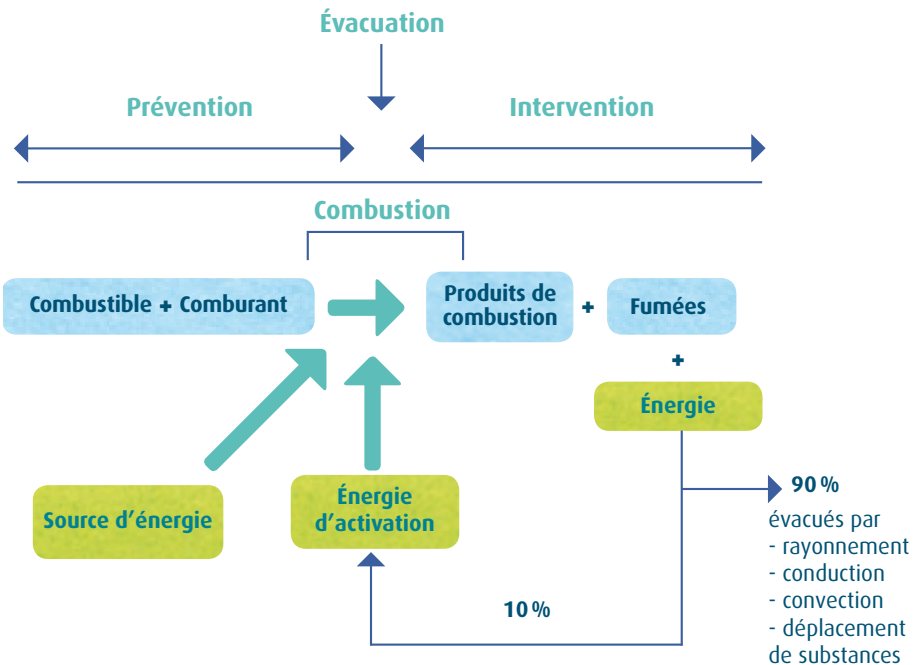 Évacuation
Prévention
Intervention
Combustion
Combustible + Comburant
Produits de
combustion
+
Fumées
+
Énergie
Source d'énergie
Énergie
d'activation
90 %
évacués par
- rayonnement
- conduction
- convection
- déplacement
de substances
10 %